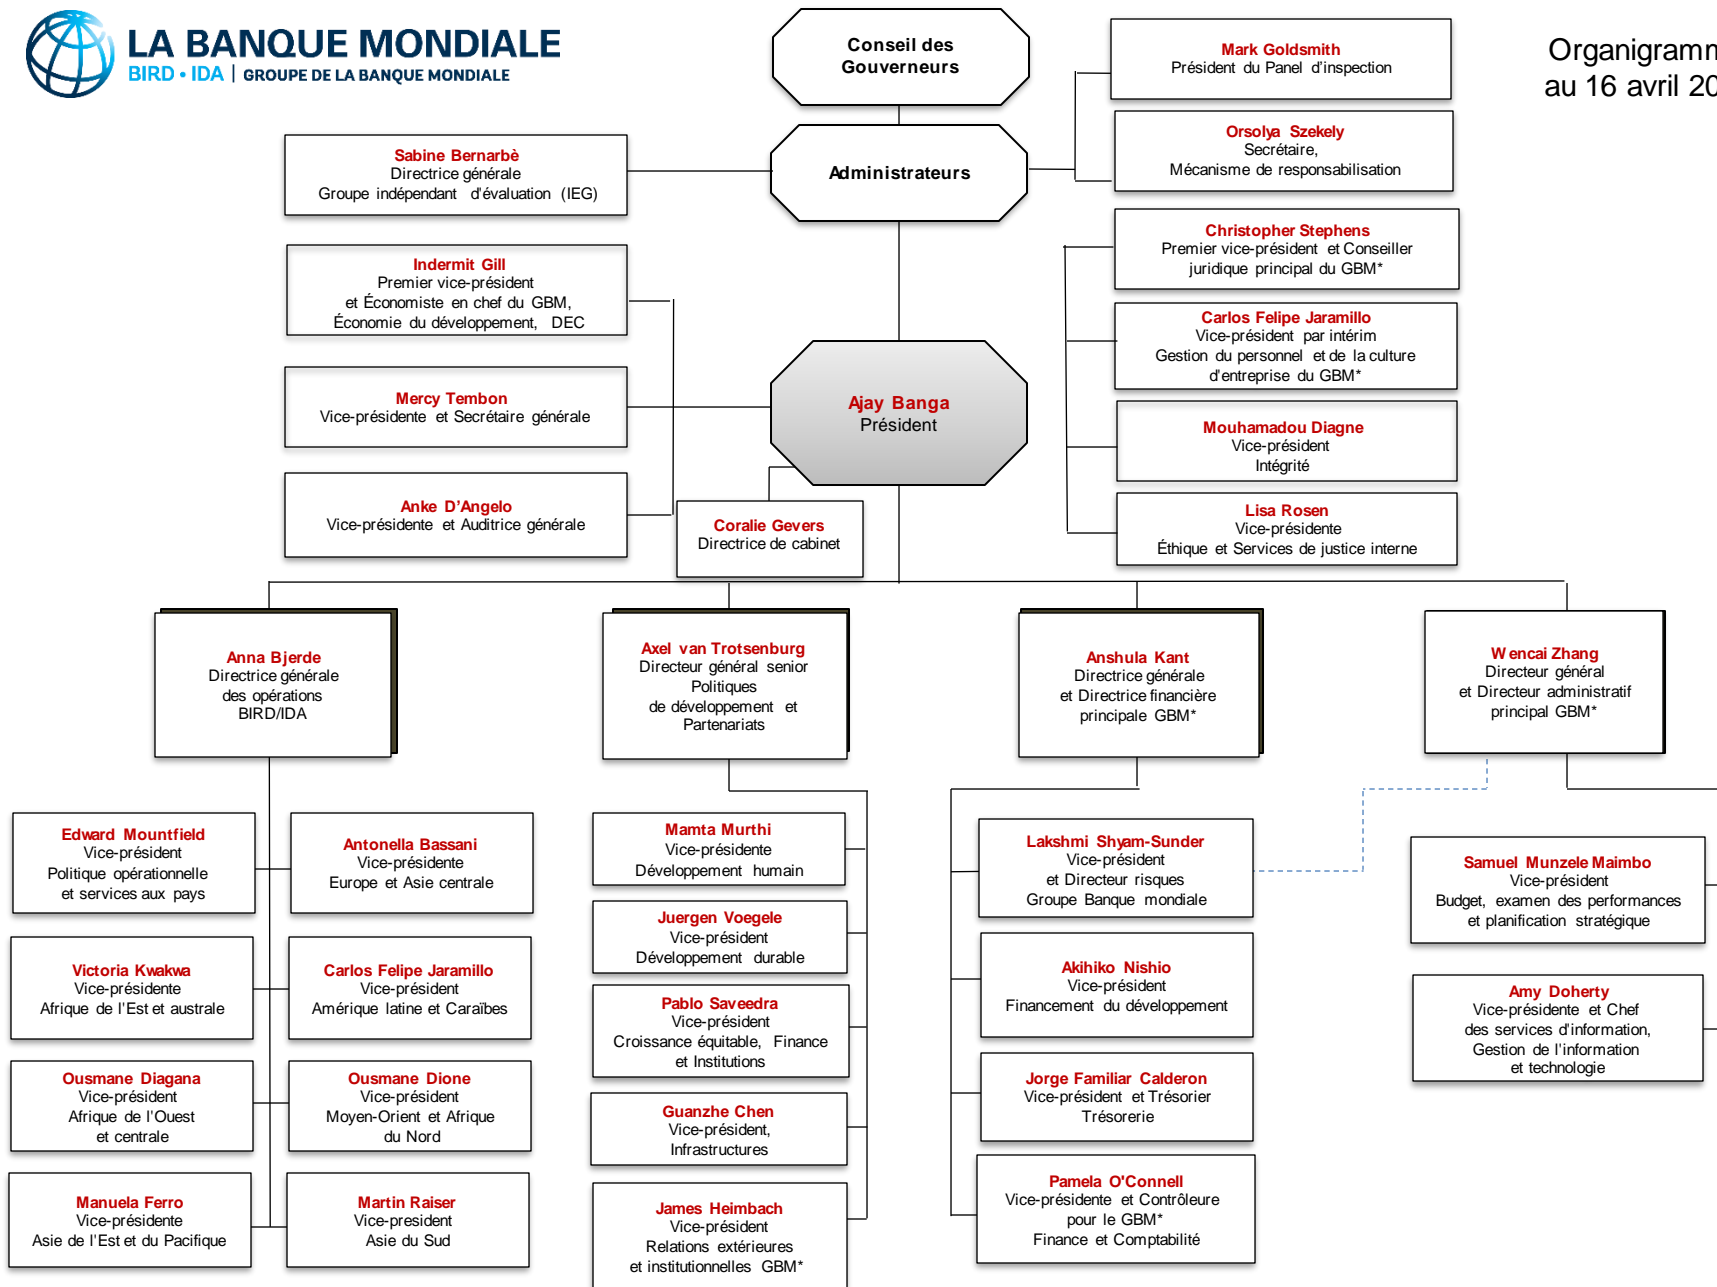 LA BANQUE MONDIALE
BIRD • IDA | GROUPE DE LA BANQUE MONDIALE
Conseil des
Gouverneurs
Mark Goldsmith
Président du Panel d'inspection
Organigramm
au 16 avril 20
Orsolya Szekely
Secrétaire,
Mécanisme de responsabilisation
Sabine Bernarbè
Directrice générale
Groupe indépendant d'évaluation (IEG)
Administrateurs
Christopher Stephens
Premier vice-président et Conseiller
juridique principal du GBM*
Indermit Gill
Premier vice-président
et Économiste en chef du GBM,
Économie du développement, DEC
Carlos Felipe Jaramillo
Vice-président par intérim
Gestion du personnel et de la culture
d'entreprise du GBM*
Mercy Tembon
Vice-présidente et Secrétaire générale
Ajay Banga
Président
Mouhamadou Diagne
Vice-président
Intégrité
Anke D’Angelo
Vice-présidente et Auditrice générale
Coralie Gevers
Directrice de cabinet
Lisa Rosen
Vice-présidente
Éthique et Services de justice interne
Anna Bjerde
Directrice générale
des opérations
BIRD/IDA
Axel van Trotsenburg
Directeur général senior
Politiques
de développement et
Partenariats
Anshula Kant
Directrice générale
et Directrice financière
principale GBM*
Wencai Zhang
Directeur général
et Directeur administratif
principal GBM*
Edward Mountfield
Vice-président
Politique opérationnelle
et services aux pays
Antonella Bassani
Vice-présidente
Europe et Asie centrale
Victoria Kwakwa
Vice-présidente
Afrique de l'Est et australe
Carlos Felipe Jaramillo
Vice-président
Amérique latine et Caraïbes
Ousmane Diagana
Vice-président
Afrique de l'Ouest
et centrale
Ousmane Dione
Vice-président
Moyen-Orient et Afrique
du Nord
Manuela Ferro
Vice-présidente
Asie de l'Est et du Pacifique
Martin Raiser
Vice-president
Asie du Sud
Mamta Murthi
Vice-présidente
Développement humain
Juergen Voegele
Vice-président
Développement durable
Pablo Saveedra
Vice-président
Croissance équitable, Finance
et Institutions
Guanzhe Chen
Vice-président,
Infrastructures
James Heimbach
Vice-président
Relations extérieures
et institutionnelles GBM*
Lakshmi Shyam-Sunder
Vice-président
et Directeur risques
Groupe Banque mondiale
Akihiko Nishio
Vice-président
Financement du développement
Jorge Familiar Calderon
Vice-président et Trésorier
Trésorerie
Pamela O'Connell
Vice-présidente et Contrôleure
pour le GBM*
Finance et Comptabilité
Samuel Munzele Maimbo
Vice-président
Budget, examen des performances
et planification stratégique
Amy Doherty
Vice-présidente et Chef
des services d'information,
Gestion de l'information
et technologie